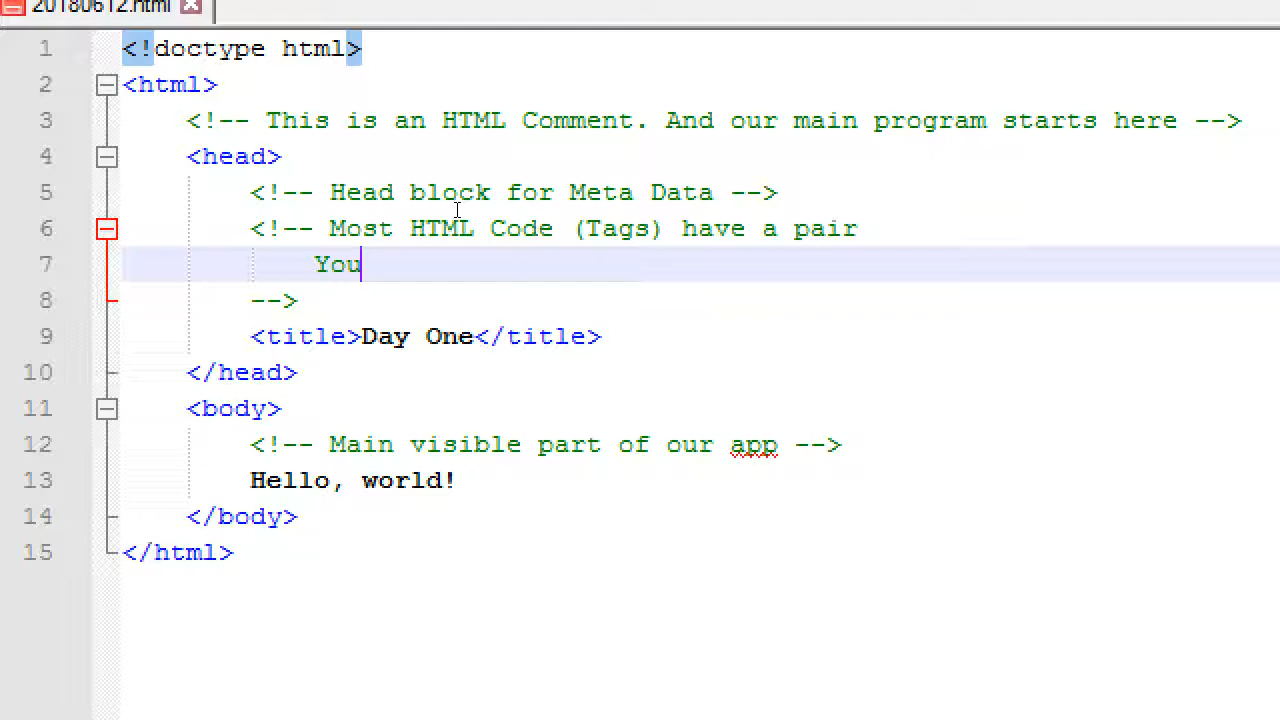 20180612.html
1 <!doctype html>
2 <html>
3 <!-- This is an HTML Comment. And our main program starts here -->
4 <head>
5 <!-- Head block for Meta Data -->
6 <!-- Most HTML Code (Tags) have a pair
7 You
8 -->
9 <title>Day One</title>
10 </head>
11 <body>
12 <!-- Main visible part of our app -->
13 Hello, world!
14 </body>
15 </html>